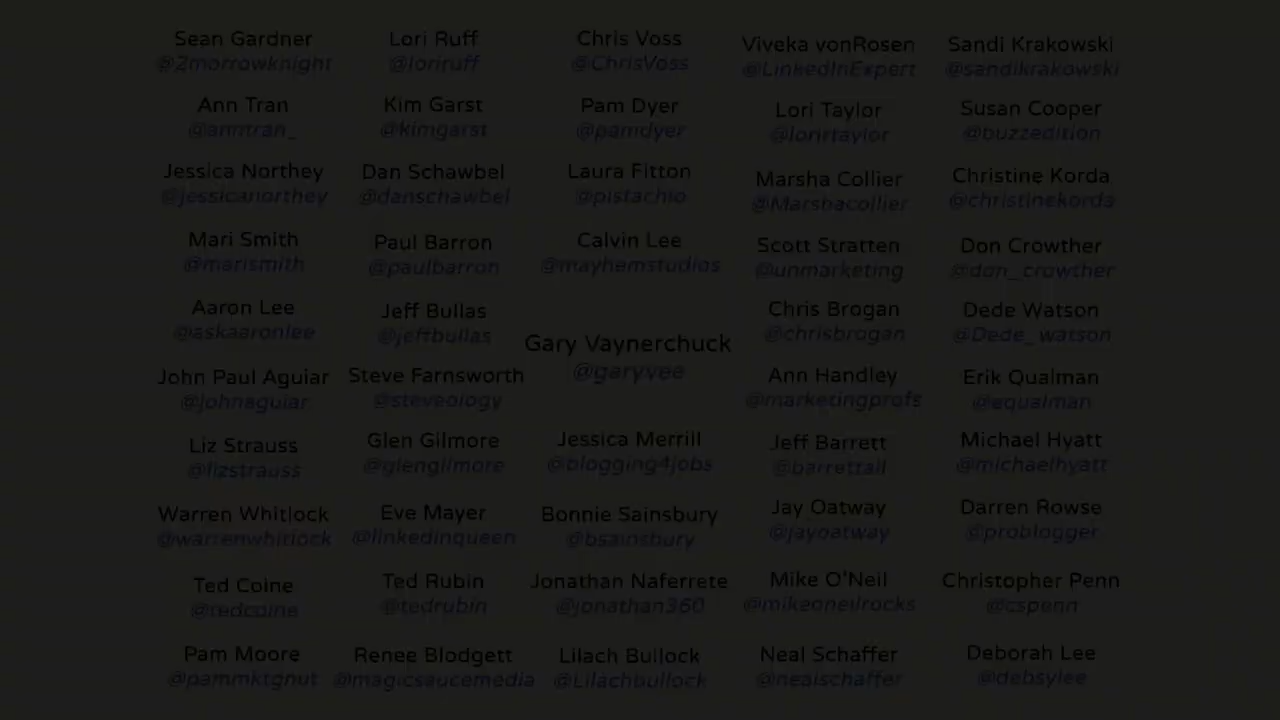 Sean Gardner
@2morrowknight
Ann Tran
@anntran_
Jessica Northey
@jessicanorthey
Mari Smith
@marismith
Aaron Lee
@askaaronlee
John Paul Aguiar
@johnaguiar
Liz Strauss
@lizstrauss
Warren Whitlock
@warrenwhitlock
Ted Coine
@tedcoine
Pam Moore
@pammktgnut
Lori Ruff
@loriruff
Kim Garst
@kimgarst
Dan Schawbel
@danschawbel
Paul Barron
@paulbarron
Jeff Bullas
@jeffbullas
Steve Farnsworth
@steveology
Glen Gilmore
@glengilmore
Eve Mayer
@linkedinqueen
Ted Rubin
@tedrubin
Renee Blodgett
@magicsaucemedia
Chris Voss
@ChrisVoss
Pam Dyer
@pamdyer
Laura Fitton
@pistachio
Calvin Lee
@mayhemstudios
Gary Vaynerchuck
@garyvee
Jessica Merrill
@blogging4jobs
Bonnie Sainsbury
@bsainsbury
Jonathan Naferrete
@jonathan360
Lilach Bullock
@Lilachbullock
Viveka vonRosen
@LinkedInExpert
Lori Taylor
@lorirtaylor
Marsha Collier
@Marshacollier
Scott Stratten
@unmarketing
Chris Brogan
@chrisbrogan
Ann Handley
@marketingprofs
Jeff Barrett
@barrettall
Jay Oatway
@jayoatway
Mike O'Neil
@mikeoneilrocks
Neal Schaffer
@nealschaffer
Sandi Krakowski
@sandikrakowski
Susan Cooper
@buzzedition
Christine Korda
@christinekorda
Don Crowther
@don_crowther
Dede Watson
@Dede_watson
Erik Qualman
@equalman
Michael Hyatt
@michaelhyatt
Darren Rowse
@problogger
Christopher Penn
@cspenn
Deborah Lee
@debsylee